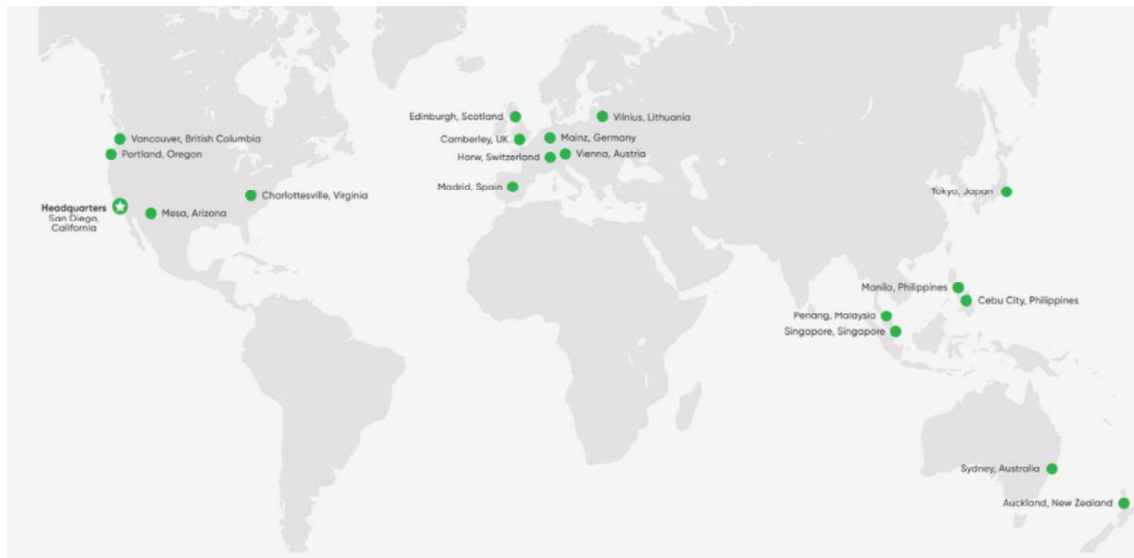 Edinburgh, Scotland
Vilnius, Lithuania
Vancouver, British Columbia
Camberley, UK
Mainz, Germany
Portland, Oregon
Horw, Switzerland
Vienna, Austria
Madrid, Spain
Charlottesville, Virginia
Tokyo, Japan
Headquarters
San Diego,
California
Mesa, Arizona
Manila, Philippines
Cebu City, Philippines
Penang, Malaysia
Singapore, Singapore
Sydney, Australia
Auckland, New Zealand